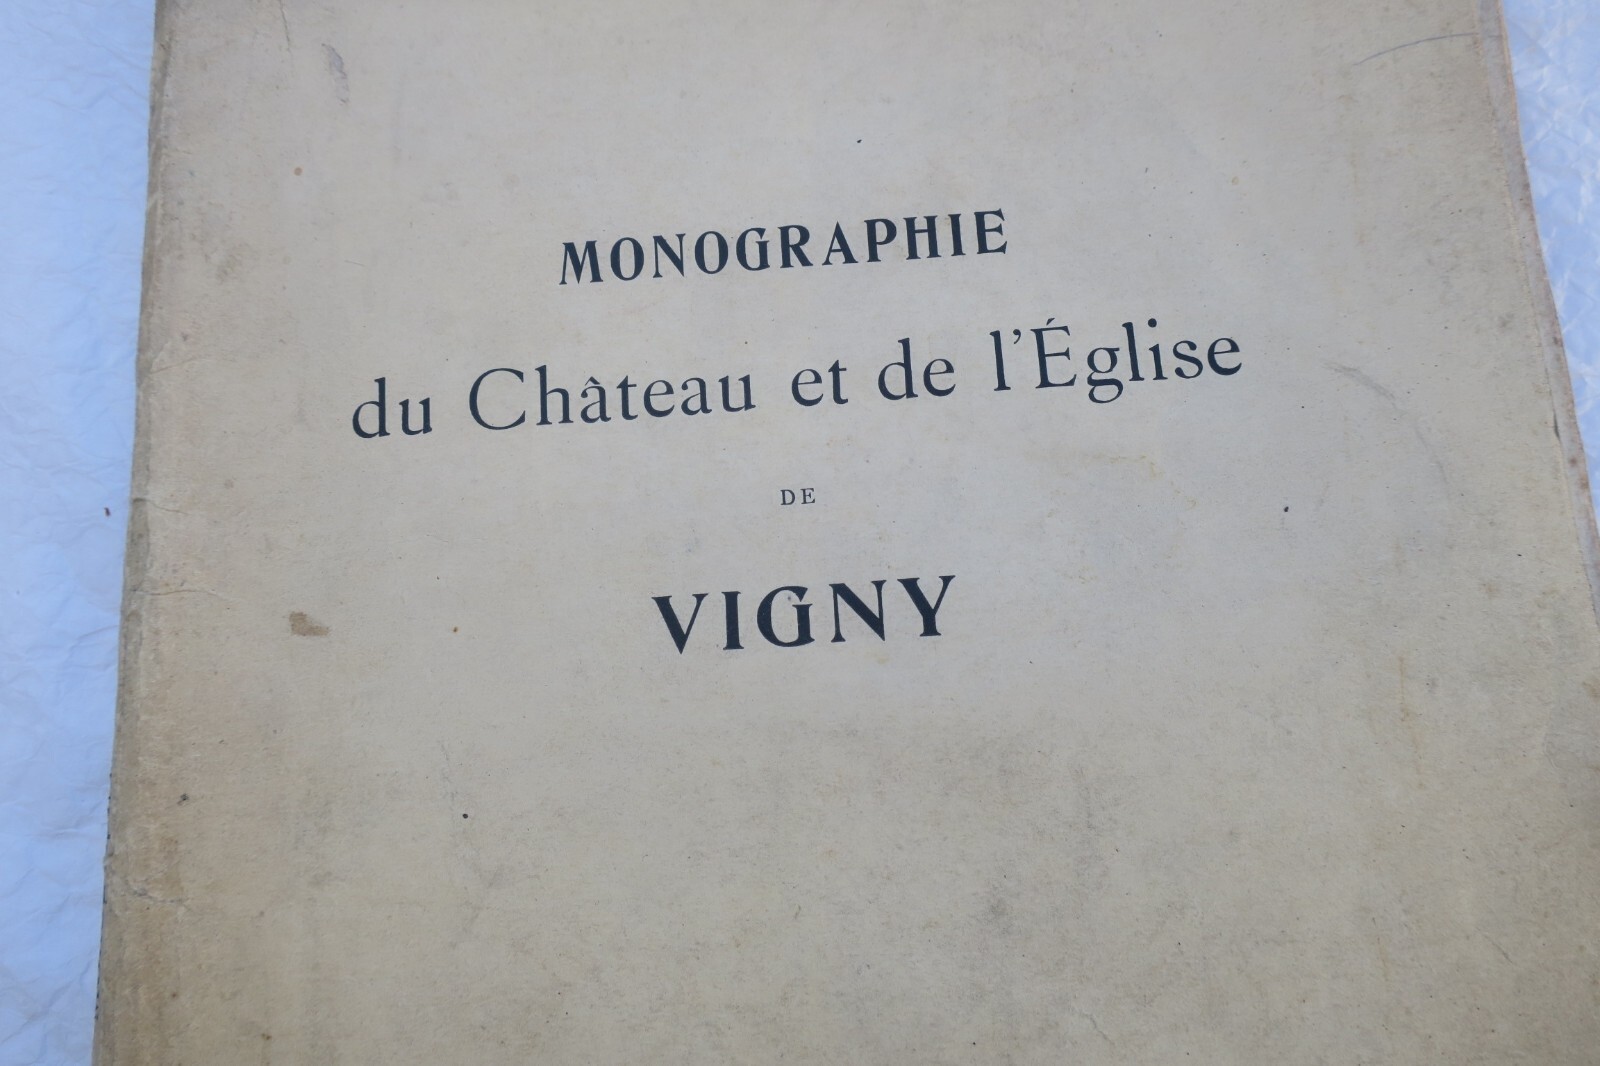 MONOGRAPHIE
du Château et de l'Église
DE
VIGNY